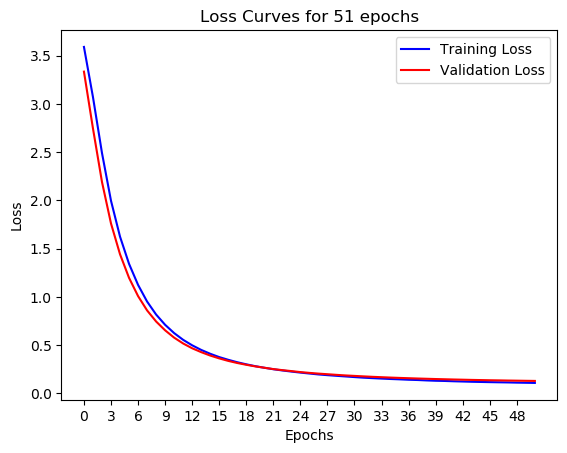 Loss Curves for 51 epochs
Training Loss
Validation Loss
3.5
3.0
2.5
2.0
1.5
1.0
0.5
0.0
Loss
0 3 6 9 12 15 18 21 24 27 30 33 36 39 42 45 48
Epochs